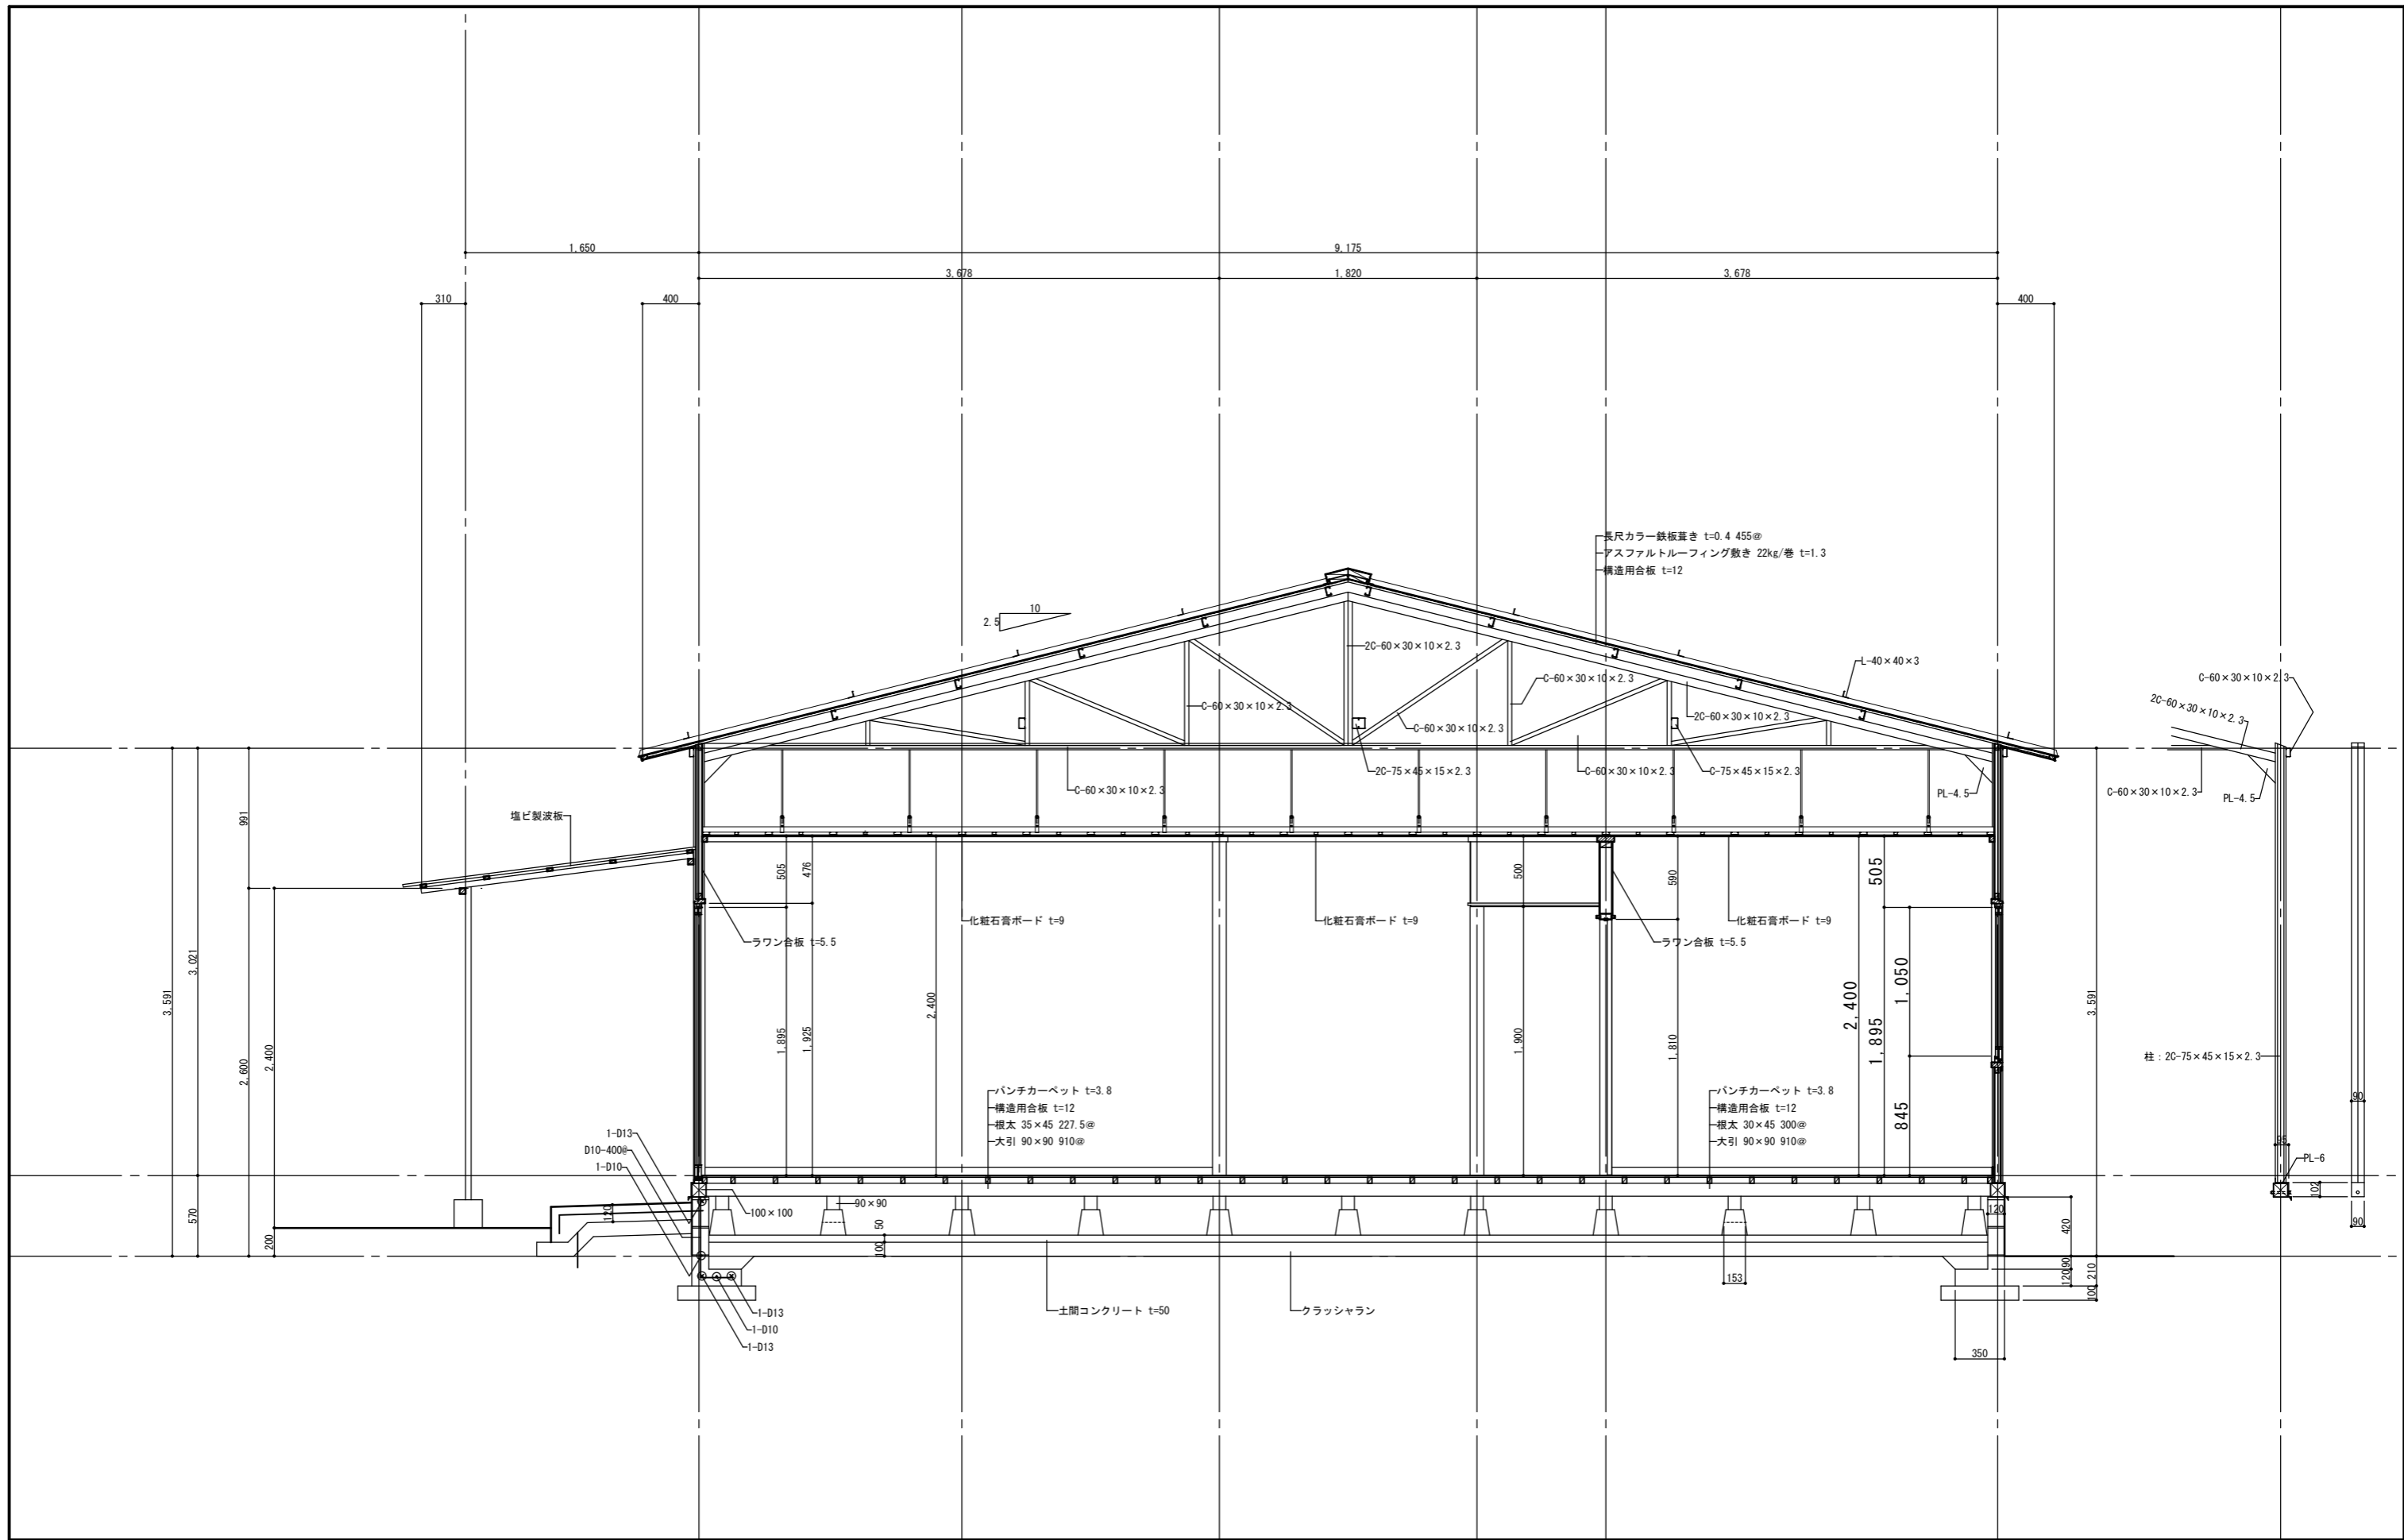 1,650
9,175
3,678
1,820
3,678
310
400
400
長尺カラー鉄板葺き t=0.4 455@
アスファルトルーフィング敷き 22kg/巻 t=1.3
構造用合板 t=12
10
2.5
2C-60×30×10×2.3
L-40×40×3
C-60×30×10×2.3
C-60×30×10×2.3
2C-60×30×10×2.3
C-60×30×10×2.3
C-60×30×10×2.3
2C-60×30×10×2.3
2C-75×45×15×2.3
C-60×30×10×2.3
C-75×45×15×2.3
C-60×30×10×2.3
PL-4.5
C-60×30×10×2.3
PL-4.5
塩ビ製波板
991
505
476
500
590
505
化粧石膏ボード t=9
化粧石膏ボード t=9
化粧石膏ボード t=9
ラワン合板 t=5.5
ラワン合板 t=5.5
3,021
3,591
2,600
2,400
1,895
1,925
2,400
1,900
1,810
2,400
1,895
1,050
845
3,591
柱：2C-75×45×15×2.3
パンチカーペット t=3.8
構造用合板 t=12
根太 35×45 227.5@
大引 90×90 910@
パンチカーペット t=3.8
構造用合板 t=12
根太 30×45 300@
大引 90×90 910@
90
95
PL-6
1-D13
D10-400@
1-D10
102
90
100×100
90×90
120
570
200
50
100
120
420
90
120
210
100
153
土間コンクリート t=50
クラッシャラン
1-D13
1-D10
1-D13
350